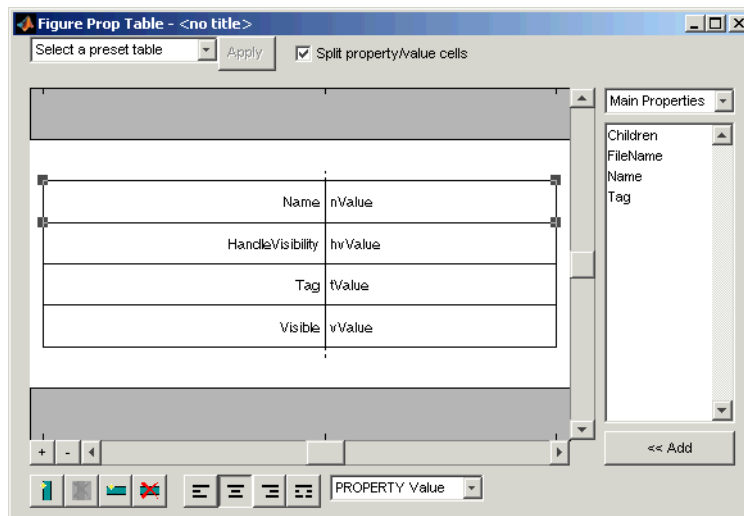 Figure Prop Table - <no title>
Select a preset table Apply Split property/value cells
Main Properties
Children
FileName
Name
Tag
Name nValue
HandleVisibility hvValue
Tag tValue
Visible vValue
+ -
<< Add
PROPERTY Value